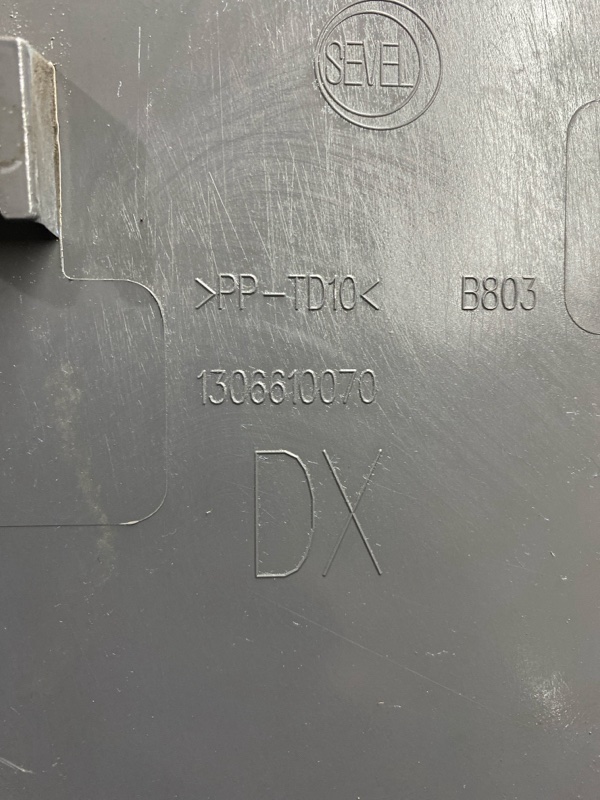 SEVEL
>PP-TD10< B803
1306610070
DX